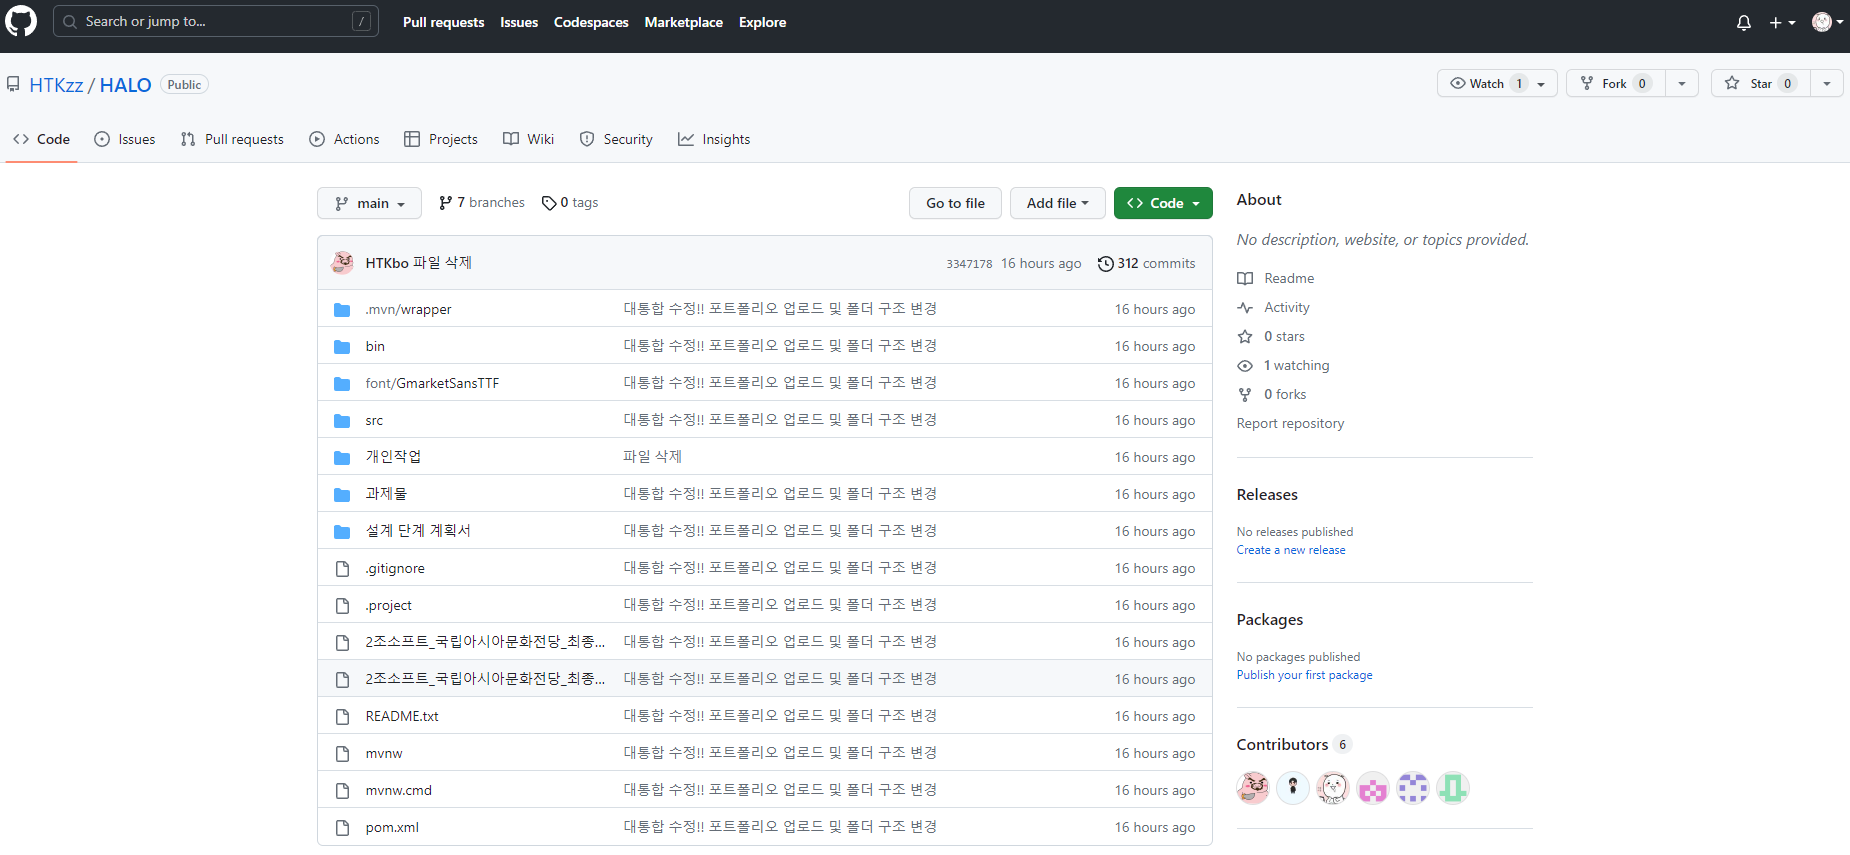 Search or jump to... / Pull requests Issues Codespaces Marketplace Explore
HTKzz / HALO Public Watch 1 Fork 0 Star 0
Code Issues Pull requests Actions Projects Wiki Security Insights
main 7 branches 0 tags Go to file Add file Code
HTKbo 파일 삭제 3347178 16 hours ago 312 commits
.mvn/wrapper 대통합 수정!! 포트폴리오 업로드 및 폴더 구조 변경 16 hours ago
bin 대통합 수정!! 포트폴리오 업로드 및 폴더 구조 변경 16 hours ago
font/GmarketSansTTF 대통합 수정!! 포트폴리오 업로드 및 폴더 구조 변경 16 hours ago
src 대통합 수정!! 포트폴리오 업로드 및 폴더 구조 변경 16 hours ago
개인작업 파일 삭제 16 hours ago
과제물 대통합 수정!! 포트폴리오 업로드 및 폴더 구조 변경 16 hours ago
설계 단계 계획서 대통합 수정!! 포트폴리오 업로드 및 폴더 구조 변경 16 hours ago
.gitignore 대통합 수정!! 포트폴리오 업로드 및 폴더 구조 변경 16 hours ago
.project 대통합 수정!! 포트폴리오 업로드 및 폴더 구조 변경 16 hours ago
2조소프트_국립아시아문화전당_최종... 대통합 수정!! 포트폴리오 업로드 및 폴더 구조 변경 16 hours ago
2조소프트_국립아시아문화전당_최종... 대통합 수정!! 포트폴리오 업로드 및 폴더 구조 변경 16 hours ago
README.txt 대통합 수정!! 포트폴리오 업로드 및 폴더 구조 변경 16 hours ago
mvnw 대통합 수정!! 포트폴리오 업로드 및 폴더 구조 변경 16 hours ago
mvnw.cmd 대통합 수정!! 포트폴리오 업로드 및 폴더 구조 변경 16 hours ago
pom.xml 대통합 수정!! 포트폴리오 업로드 및 폴더 구조 변경 16 hours ago
About
No description, website, or topics provided.
Readme
Activity
0 stars
1 watching
0 forks
Report repository
Releases
No releases published
Create a new release
Packages
No packages published
Publish your first package
Contributors 6